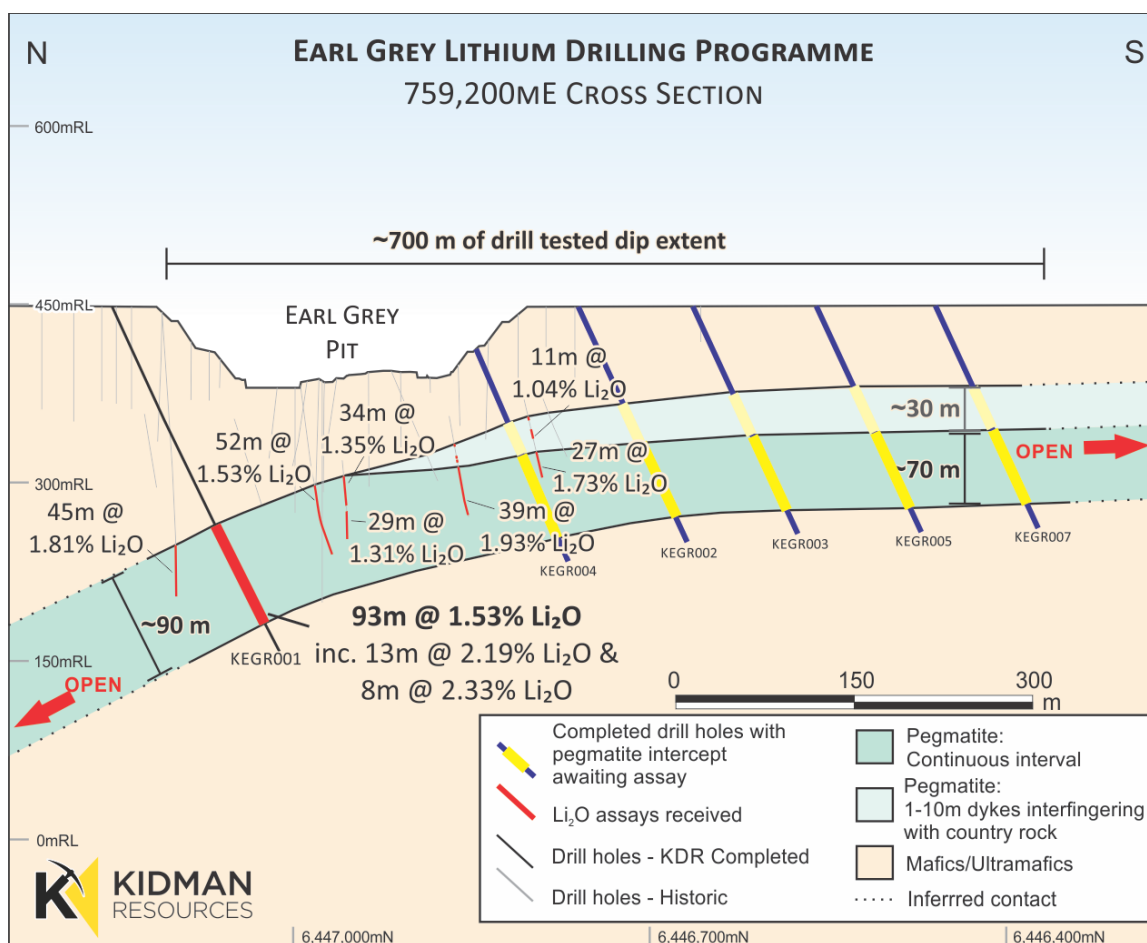 N
EARL GREY LITHIUM DRILLING PROGRAMME
S
759,200ME CROSS SECTION
600mRL
~700 m of drill tested dip extent
450mRL
EARL GREY
PIT
11m @
1.04% Li₂O
34m @
1.35% Li₂O
~30 m
52m @
1.53% Li₂O
27m @
1.73% Li₂O
OPEN
~70 m
300mRL
45m @
1.81% Li₂O
29m @
1.31% Li₂O
39m @
1.93% Li₂O
KEGR004
KEGR002
KEGR003
KEGR005
KEGR007
~90 m
93m @ 1.53% Li₂O
inc. 13m @ 2.19% Li₂O &
8m @ 2.33% Li₂O
KEGR001
150mRL
OPEN
0
150
300
m
Completed drill holes with
pegmatite intercept
awaiting assay
Li₂O assays received
Drill holes - KDR Completed
Drill holes - Historic
Pegmatite:
Continuous interval
Pegmatite:
1-10m dykes interfingering
with country rock
Mafics/Ultramafics
Inferrred contact
0mRL
KIDMAN
RESOURCES
6,447,000mN
6,446,700mN
6,446,400mN